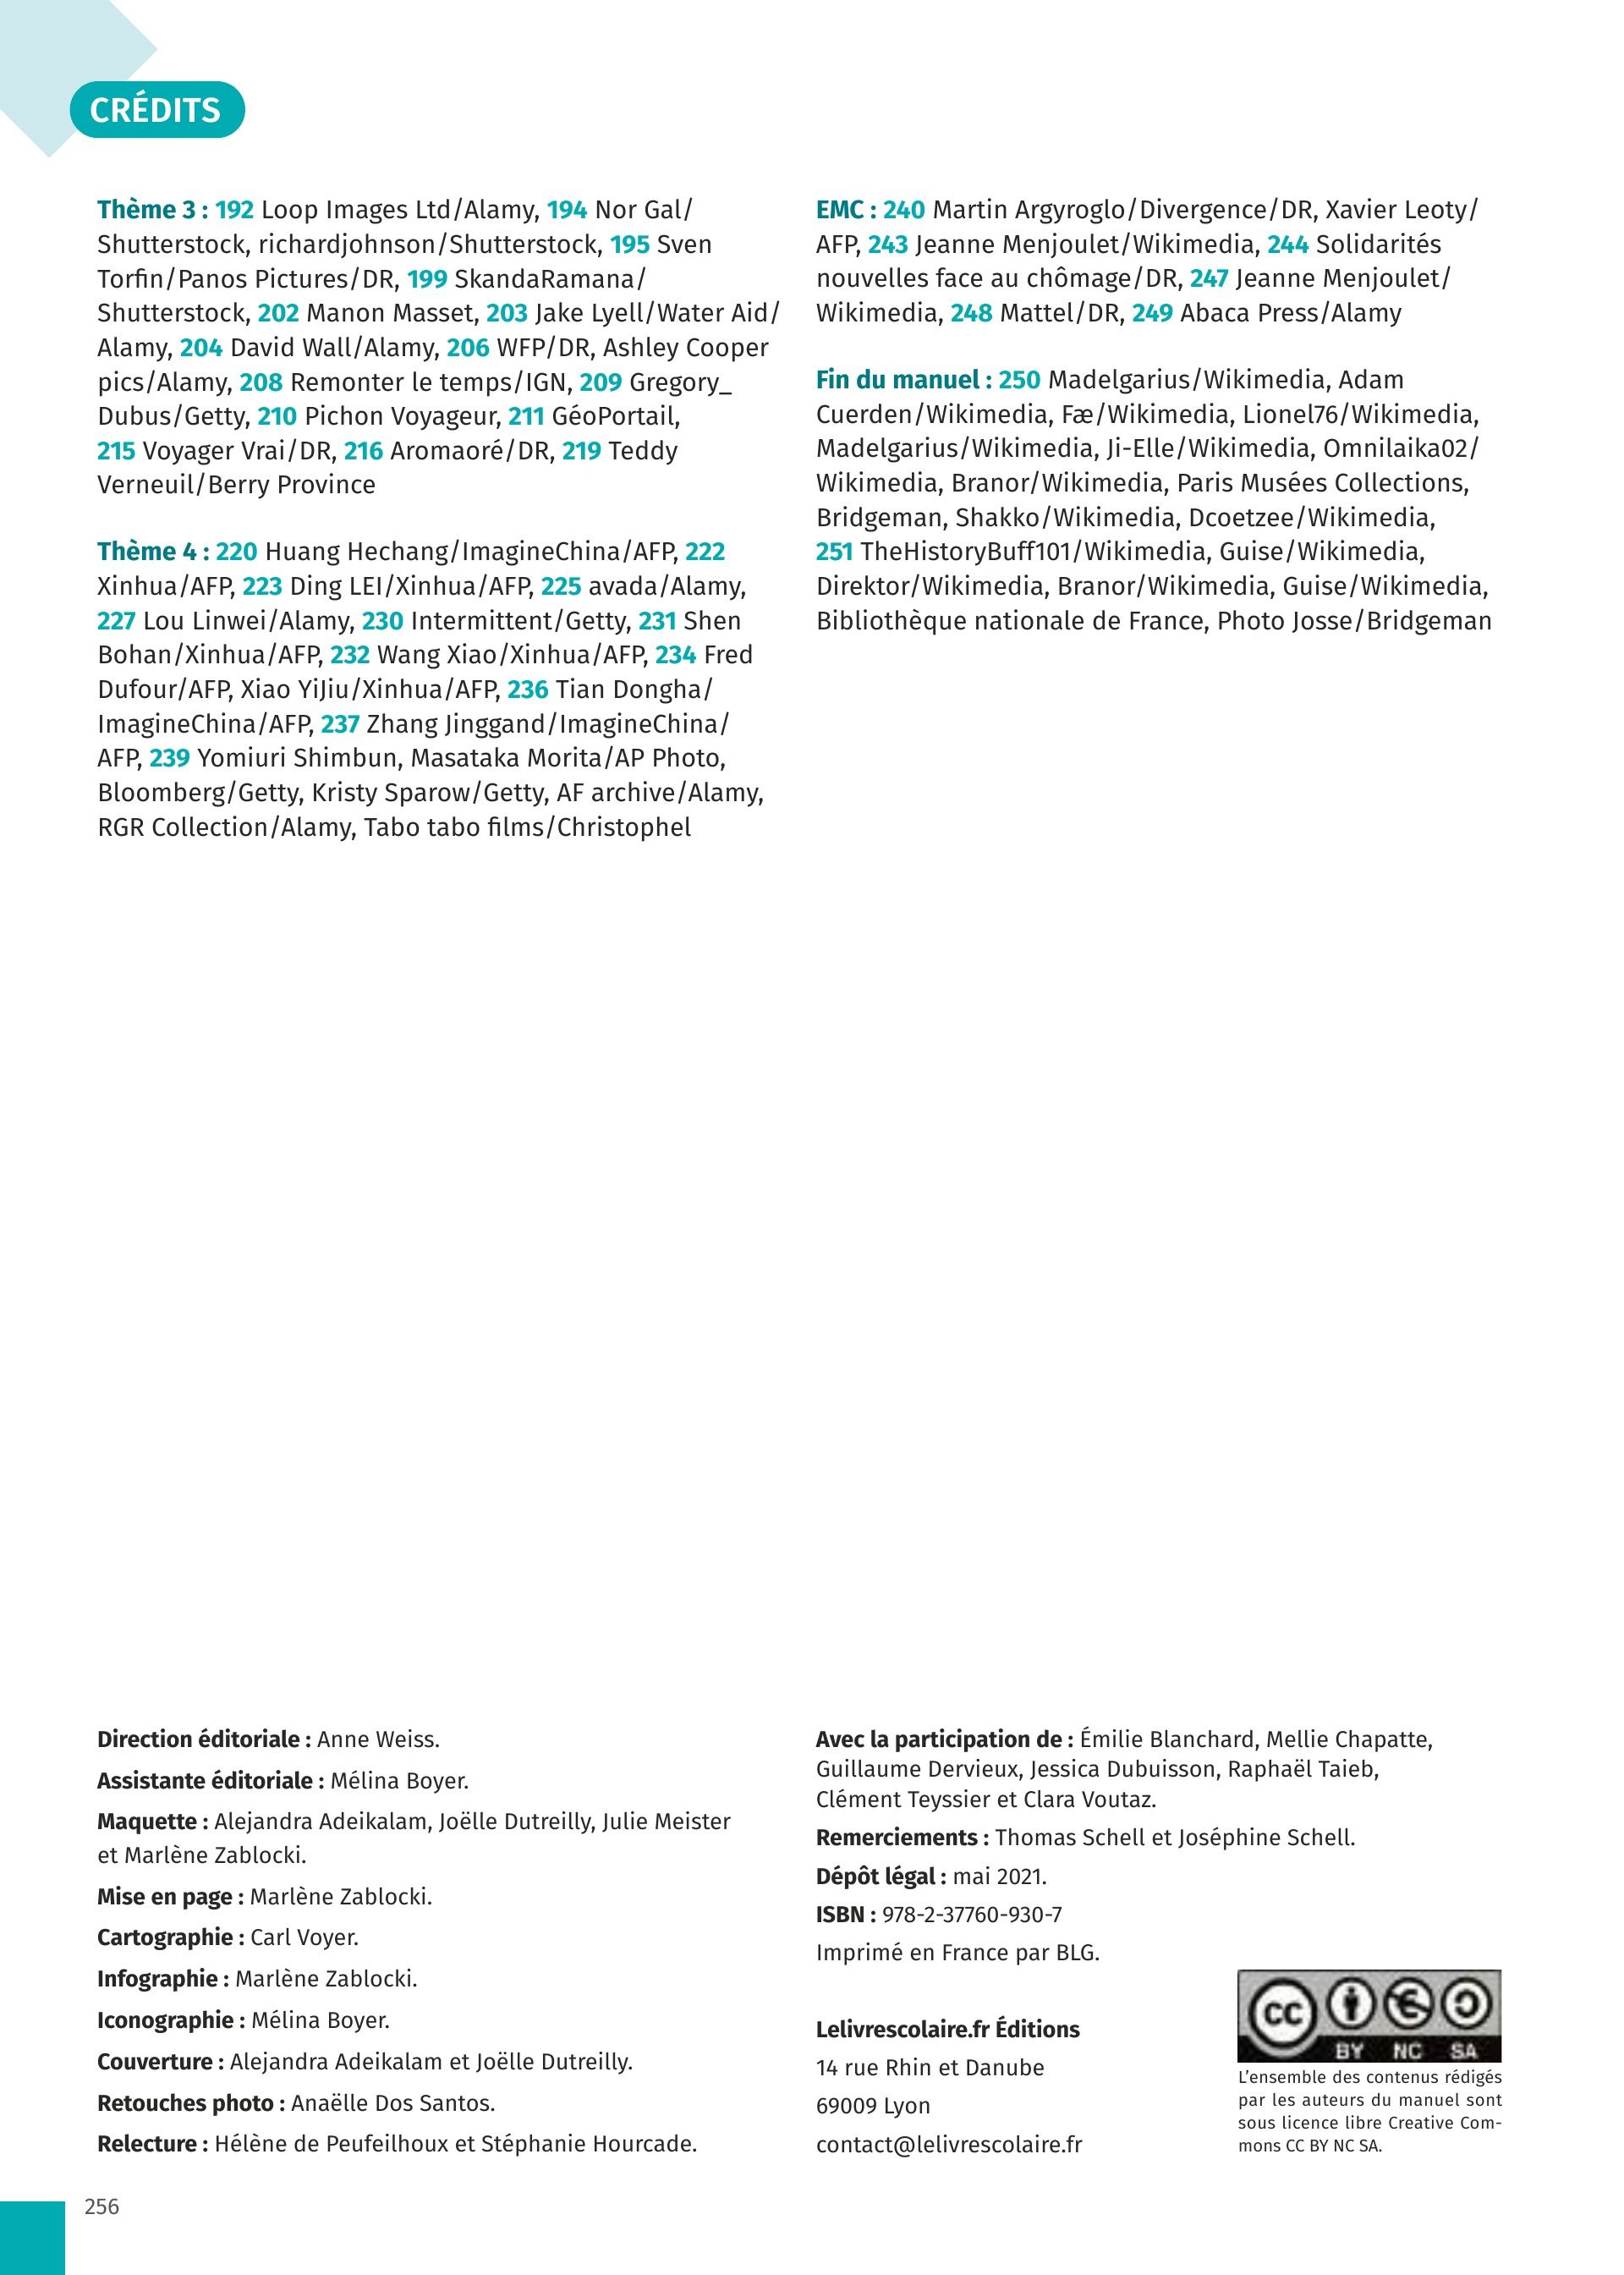 CRÉDITS
Thème 3 : 192 Loop Images Ltd/Alamy, 194 Nor Gal/
Shutterstock, richardjohnson/Shutterstock, 195 Sven
Torfin/Panos Pictures/DR, 199 SkandaRamana/
Shutterstock, 202 Manon Masset, 203 Jake Lyell/Water Aid/
Alamy, 204 David Wall/Alamy, 206 WFP/DR, Ashley Cooper
pics/Alamy, 208 Remonter le temps/IGN, 209 Gregory_
Dubus/Getty, 210 Pichon Voyageur, 211 GéoPortail,
215 Voyager Vrai/DR, 216 Aromaoré/DR, 219 Teddy
Verneuil/Berry Province
Thème 4 : 220 Huang Hechang/ImagineChina/AFP, 222
Xinhua/AFP, 223 Ding LEI/Xinhua/AFP, 225 avada/Alamy,
227 Lou Linwei/Alamy, 230 Intermittent/Getty, 231 Shen
Bohan/Xinhua/AFP, 232 Wang Xiao/Xinhua/AFP, 234 Fred
Dufour/AFP, Xiao YiJiu/Xinhua/AFP, 236 Tian Dongha/
ImagineChina/AFP, 237 Zhang Jinggand/ImagineChina/
AFP, 239 Yomiuri Shimbun, Masataka Morita/AP Photo,
Bloomberg/Getty, Kristy Sparow/Getty, AF archive/Alamy,
RGR Collection/Alamy, Tabo tabo films/Christophel
EMC : 240 Martin Argyroglo/Divergence/DR, Xavier Leoty/
AFP, 243 Jeanne Menjoulet/Wikimedia, 244 Solidarités
nouvelles face au chômage/DR, 247 Jeanne Menjoulet/
Wikimedia, 248 Mattel/DR, 249 Abaca Press/Alamy
Fin du manuel : 250 Madelgarius/Wikimedia, Adam
Cuerden/Wikimedia, Fæ/Wikimedia, Lionel76/Wikimedia,
Madelgarius/Wikimedia, Ji-Elle/Wikimedia, Omnilaika02/
Wikimedia, Branor/Wikimedia, Paris Musées Collections,
Bridgeman, Shakko/Wikimedia, Dcoetzee/Wikimedia,
251 TheHistoryBuff101/Wikimedia, Guise/Wikimedia,
Direktor/Wikimedia, Branor/Wikimedia, Guise/Wikimedia,
Bibliothèque nationale de France, Photo Josse/Bridgeman
Direction éditoriale : Anne Weiss.
Assistante éditoriale : Mélina Boyer.
Maquette : Alejandra Adeikalam, Joëlle Dutreilly, Julie Meister
et Marlène Zablocki.
Mise en page : Marlène Zablocki.
Cartographie : Carl Voyer.
Infographie : Marlène Zablocki.
Iconographie : Mélina Boyer.
Couverture : Alejandra Adeikalam et Joëlle Dutreilly.
Retouches photo : Anaëlle Dos Santos.
Relecture : Hélène de Peufeilhoux et Stéphanie Hourcade.
Avec la participation de : Émilie Blanchard, Mellie Chapatte,
Guillaume Dervieux, Jessica Dubuisson, Raphaël Taieb,
Clément Teyssier et Clara Voutaz.
Remerciements : Thomas Schell et Joséphine Schell.
Dépôt légal : mai 2021.
ISBN : 978-2-37760-930-7
Imprimé en France par BLG.
Lelivrescolaire.fr Éditions
14 rue Rhin et Danube
69009 Lyon
contact@lelivrescolaire.fr
cc
BY NC SA
L'ensemble des contenus rédigés
par les auteurs du manuel sont
sous licence libre Creative Com-
mons CC BY NC SA.
256